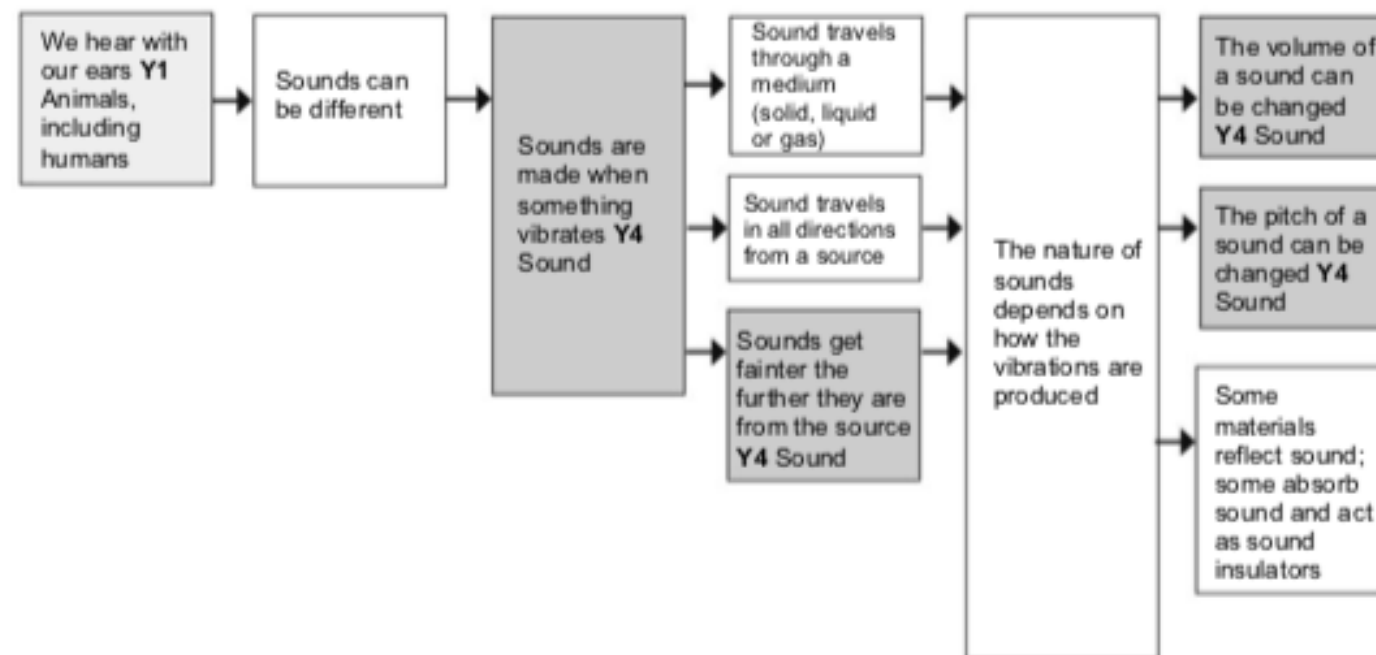 We hear with
our ears Y1
Animals,
including
humans
Sounds can
be different
Sounds are
made when
something
vibrates Y4
Sound
Sound travels
through a
medium
(solid, liquid
or gas)
Sound travels
in all directions
from a source
Sounds get
fainter the
further they are
from the source
Y4 Sound
The nature of
sounds
depends on
how the
vibrations are
produced
The volume of
a sound can
be changed
Y4 Sound
The pitch of a
sound can be
changed Y4
Sound
Some
materials
reflect sound;
some absorb
sound and act
as sound
insulators